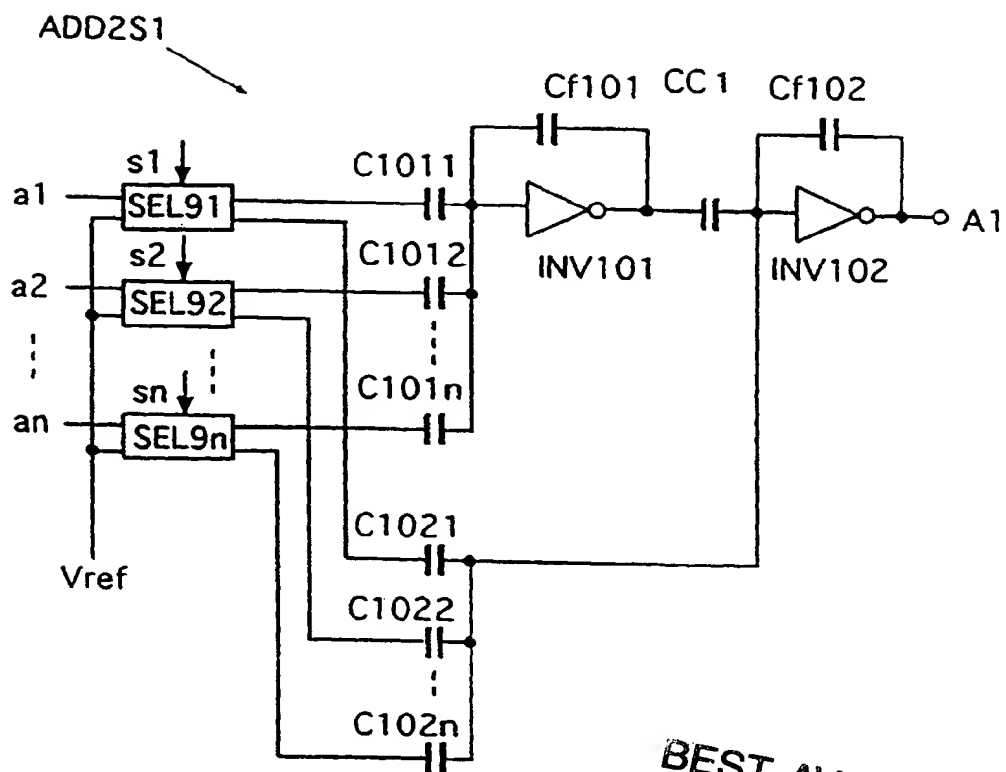 ADD2S1
Cf101
CC1
Cf102
s1
C1011
a1
SEL91
A1
s2
C1012
INV101
INV102
a2
SEL92
sn
C101n
an
SEL9n
C1021
Vref
C1022
C102n
BEST